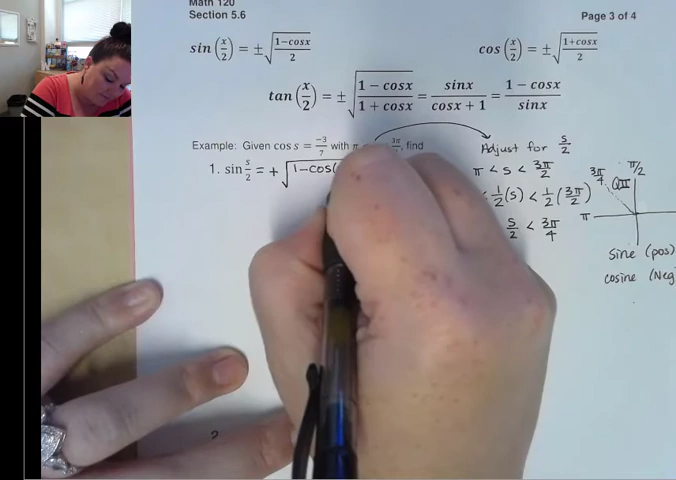 Math 120
Section 5.6
Page 3 of 4
sin (x/2) = ±√((1-cosx)/2)
cos (x/2) = ±√((1+cosx)/2)
tan (x/2) = ±√((1 - cosx)/(1 + cosx)) = sinx/(cosx + 1) = (1 - cosx)/sinx
Example: Given cos s = -3/7 with π find
Adjust for s/2
1. sin s/2 = + √(1-cos(
π < s < 3π/2
1/2(s) < 1/2(3π/2)
s/2 < 3π/4
π/2
3π/4
QII
π
sine (pos)
cosine (Neg
2